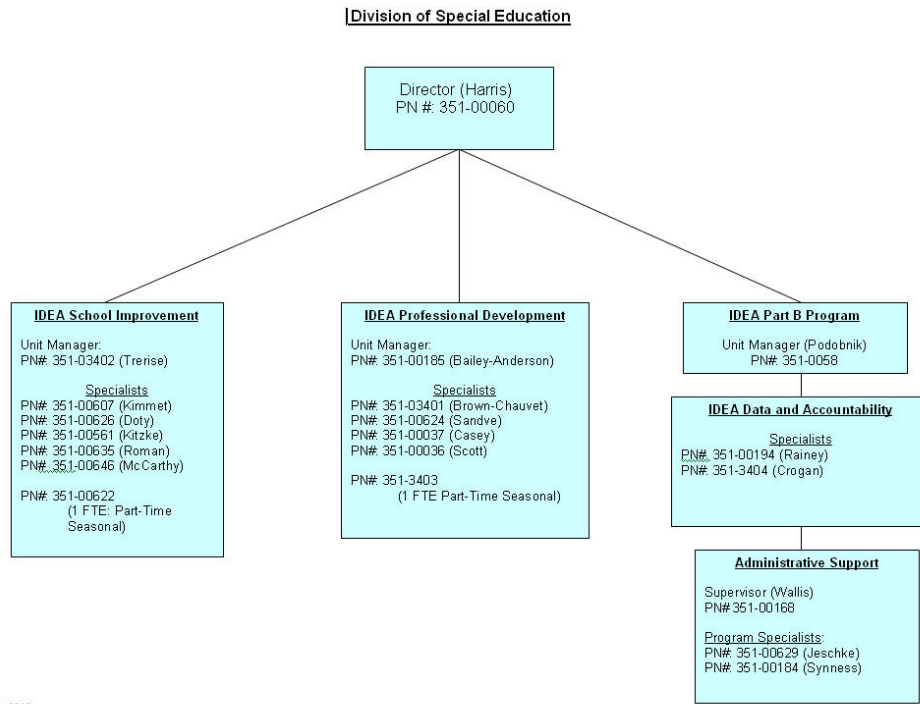 Division of Special Education
Director (Harris)
PN #: 351-00060
IDEA School Improvement
Unit Manager:
PN#: 351-03402 (Trerise)
Specialists
PN#: 351-00607 (Kimmet)
PN#: 351-00626 (Doty)
PN#: 351-00561 (Kitzke)
PN#: 351-00635 (Roman)
PN#: 351-00646 (McCarthy)
PN#: 351-00622
(1 FTE: Part-Time
Seasonal)
IDEA Professional Development
Unit Manager:
PN#: 351-00185 (Bailey-Anderson)
Specialists
PN#: 351-03401 (Brown-Chauvet)
PN#: 351-00624 (Sandve)
PN#: 351-00037 (Casey)
PN#: 351-00036 (Scott)
PN#: 351-3403
(1 FTE Part-Time Seasonal)
IDEA Part B Program
Unit Manager (Podobnik)
PN#: 351-0058
IDEA Data and Accountability
Specialists
PN#: 351-00194 (Rainey)
PN#: 351-3404 (Crogan)
Administrative Support
Supervisor (Wallis)
PN#351-00168
Program Specialists:
PN#: 351-00629 (Jeschke)
PN#: 351-00184 (Synness)